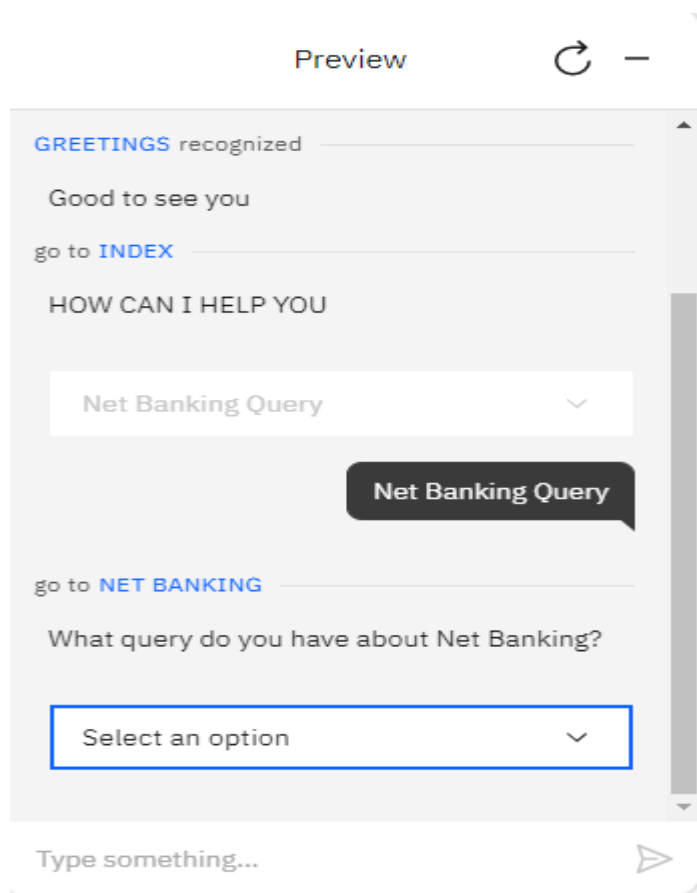 Preview
GREETINGS recognized
Good to see you
go to INDEX
HOW CAN I HELP YOU
Net Banking Query
Net Banking Query
go to NET BANKING
What query do you have about Net Banking?
Select an option
Type something...